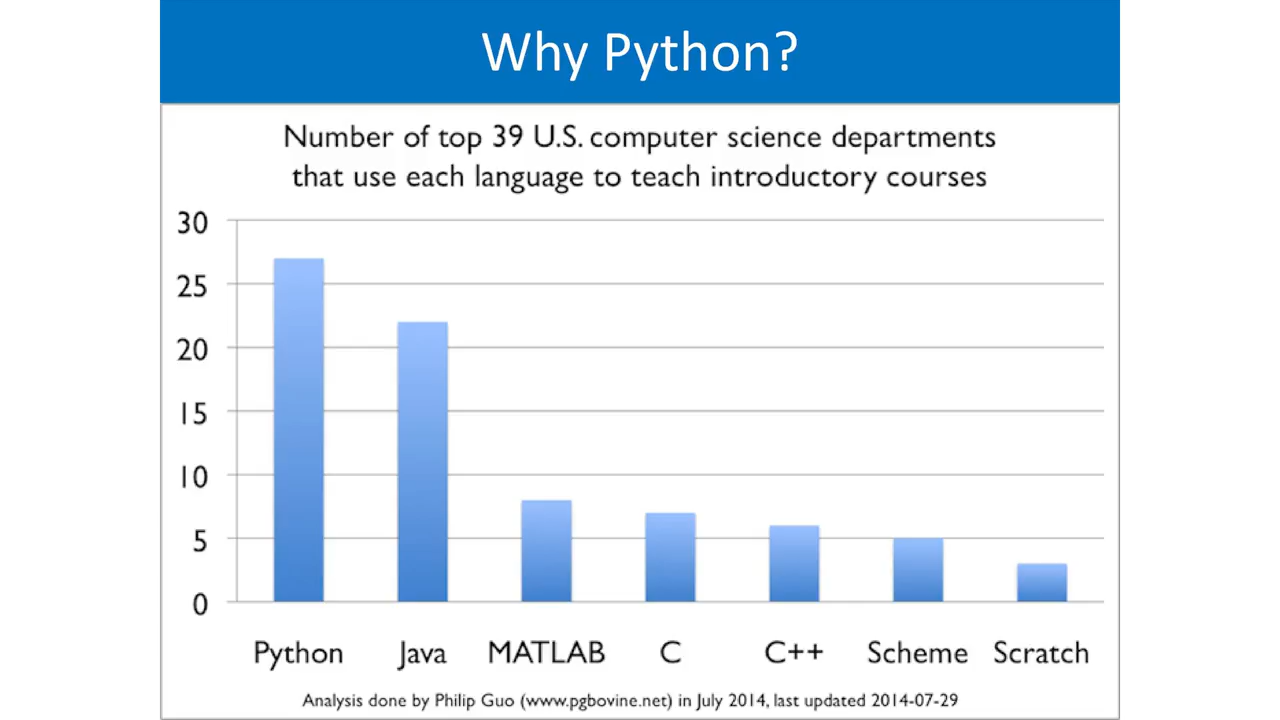 Why Python?
Number of top 39 U.S. computer science departments
that use each language to teach introductory courses
30
25
20
15
10
5
0
Python Java MATLAB C C++ Scheme Scratch
Analysis done by Philip Guo (www.pgbovine.net) in July 2014, last updated 2014-07-29